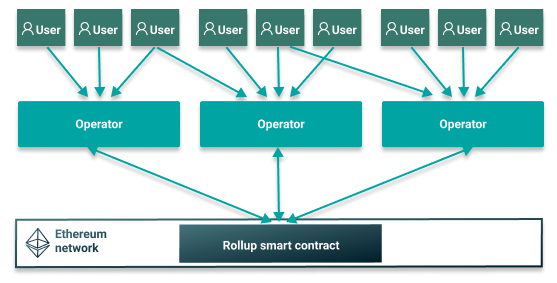 User User User User User User User User User
Operator Operator Operator
Ethereum
network
Rollup smart contract